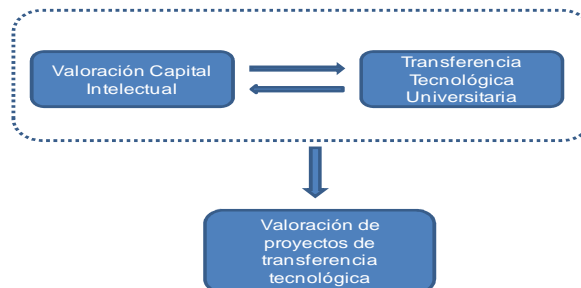 Valoración Capital
Intelectual
Transferencia
Tecnológica
Universitaria
Valoración de
proyectos de
transferencia
tecnológica